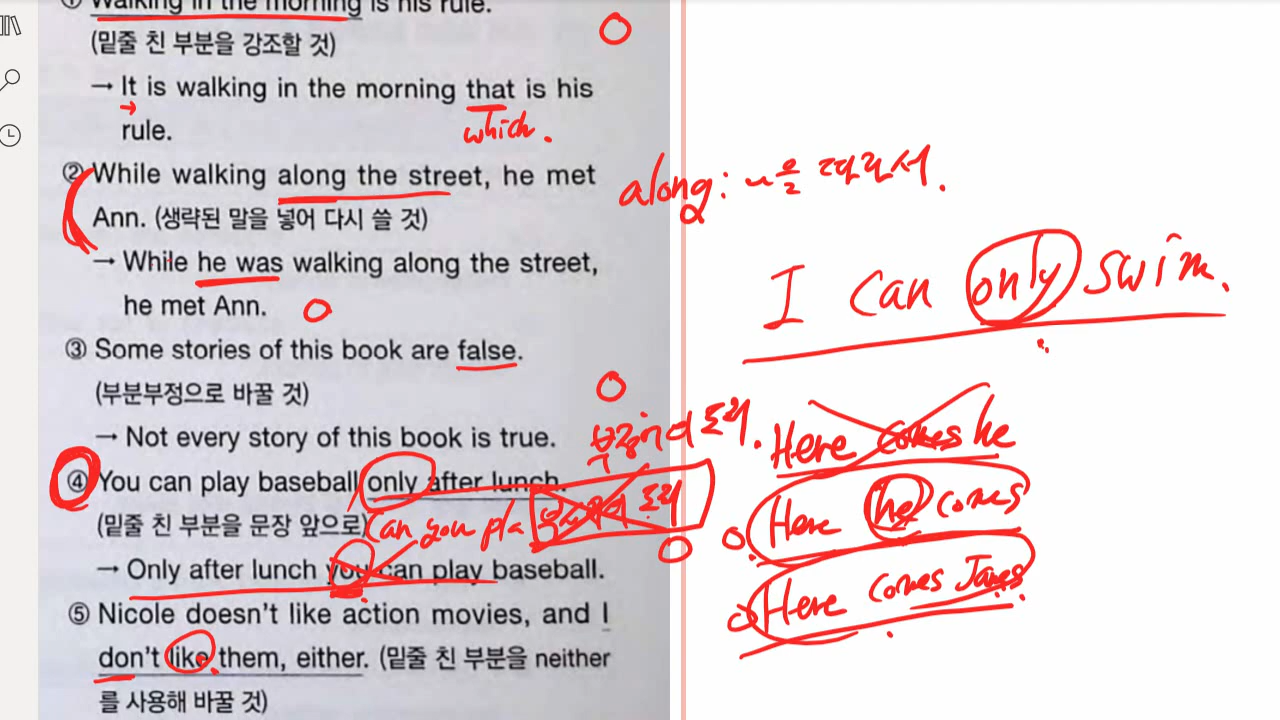 ① Walking in the morning is his rule.
(밑줄 친 부분을 강조할 것)
→ It is walking in the morning that is his
rule.
which.
② While walking along the street, he met
Ann. (생략된 말을 넣어 다시 쓸 것)
→ While he was walking along the street,
he met Ann.
③ Some stories of this book are false.
(부분부정으로 바꿀 것)
→ Not every story of this book is true.
④ You can play baseball only after lunch.
(밑줄 친 부분을 문장 앞으로)
Can you pla
→ Only after lunch you can play baseball.
⑤ Nicole doesn't like action movies, and I
don't like them, either. (밑줄 친 부분을 neither
를 사용해 바꿀 것)
along: ~을 따라서.
I can only swim.
도치.
Here comes he
Here he comes
Here comes James